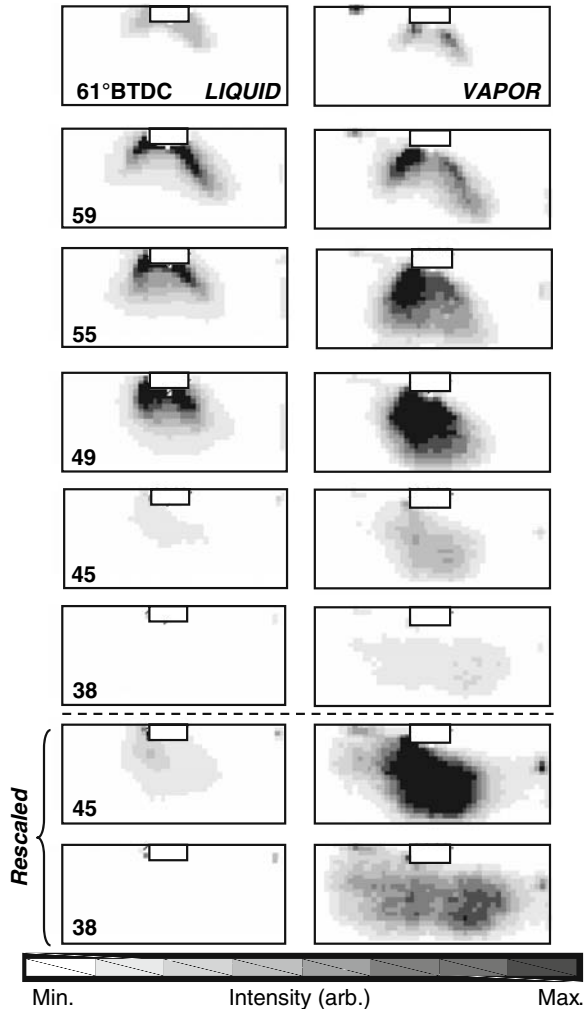 61°BTDC LIQUID
VAPOR
59
55
49
45
38
Rescaled
45
38
Min. Intensity (arb.) Max.